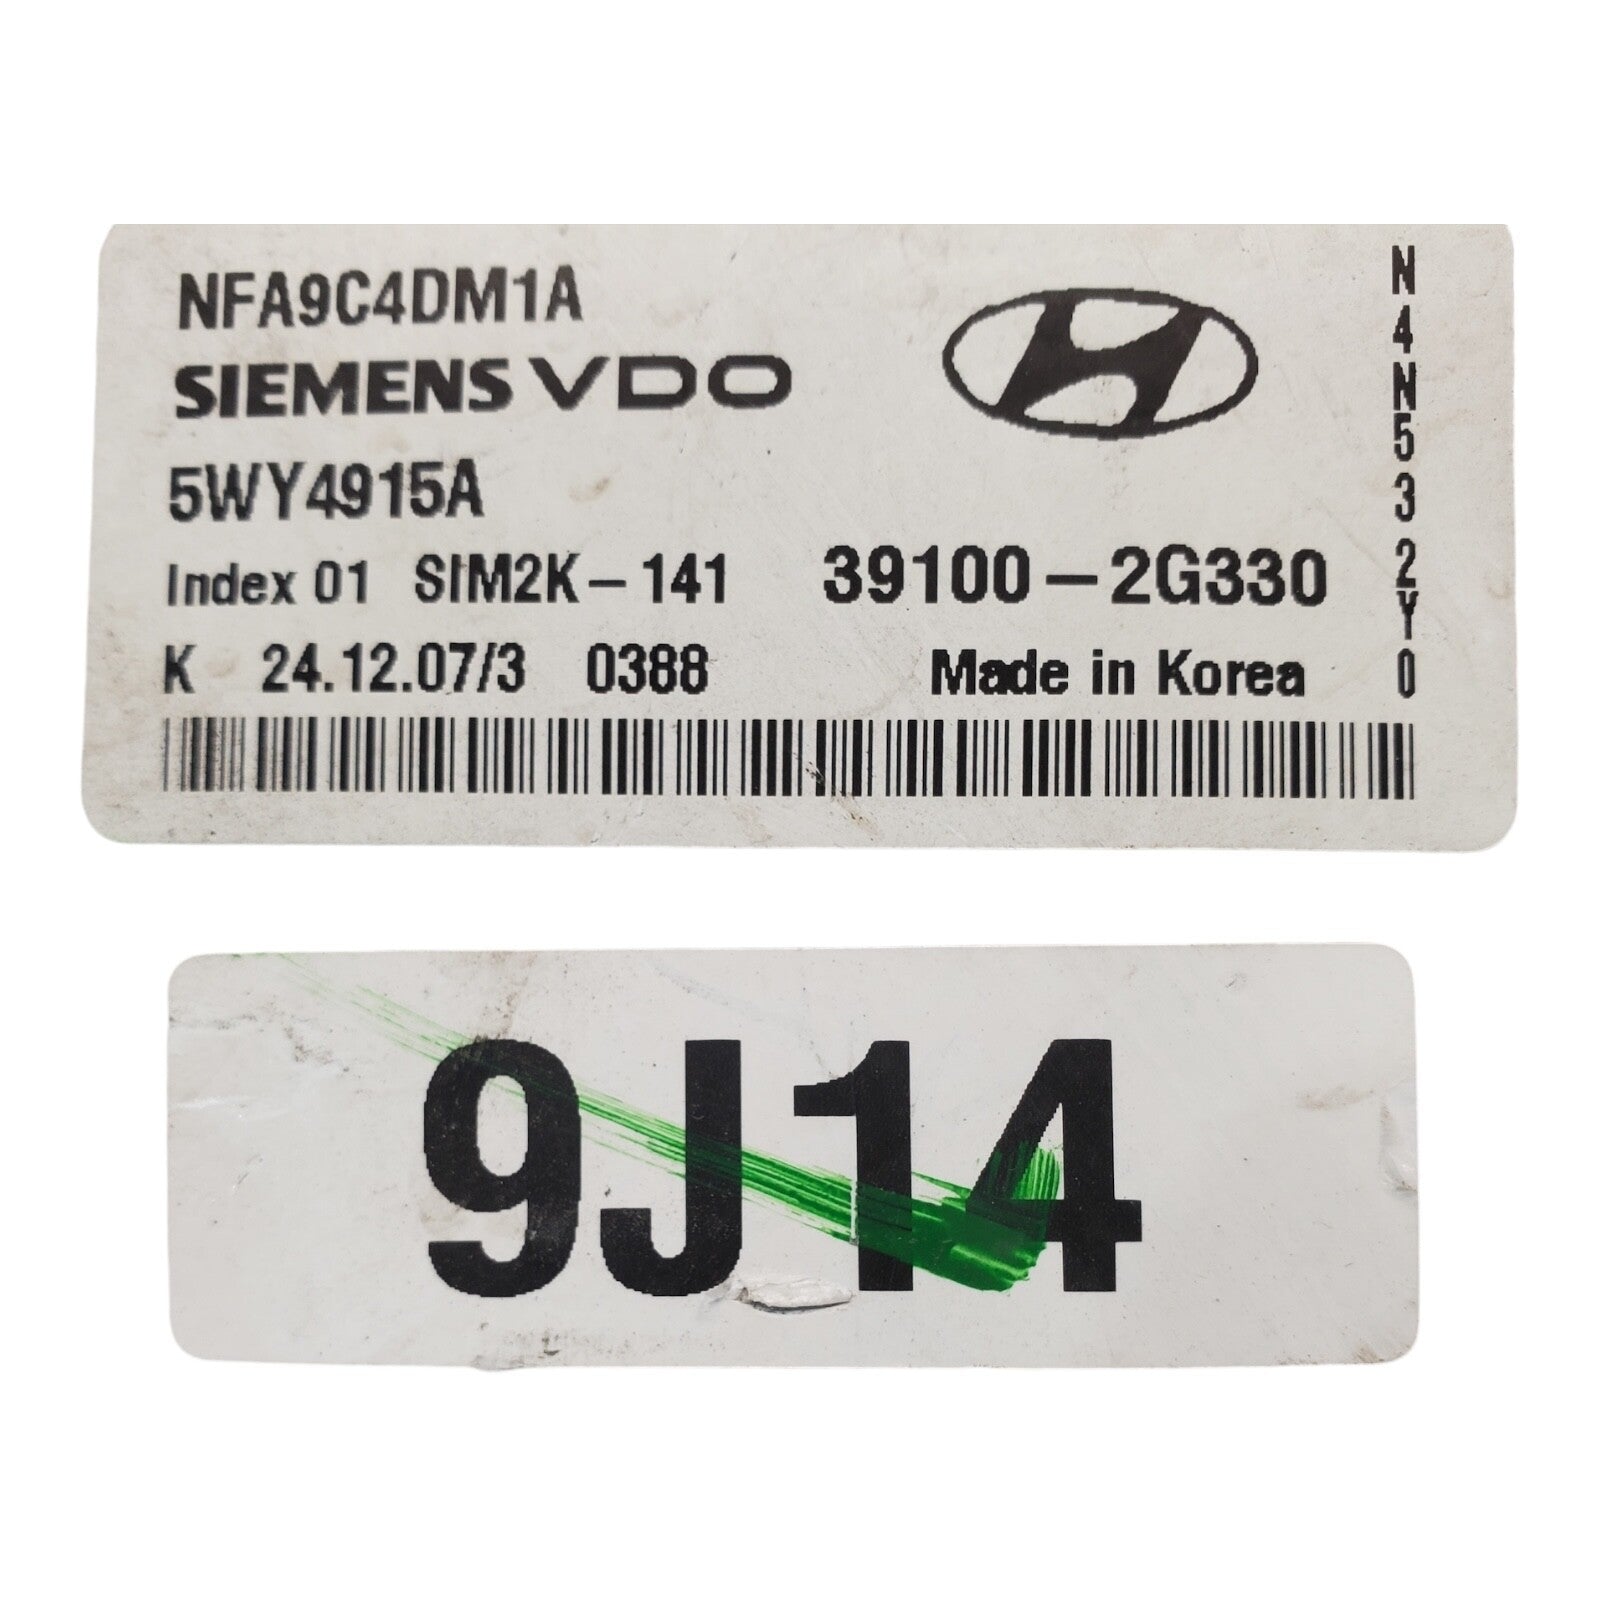 NFA9C4DM1A
SIEMENS VDO
5WY4915A
Index 01 SIM2K-141 39100-2G330
K 24.12.07/3 0388 Made in Korea
N4N532Y0
9J14